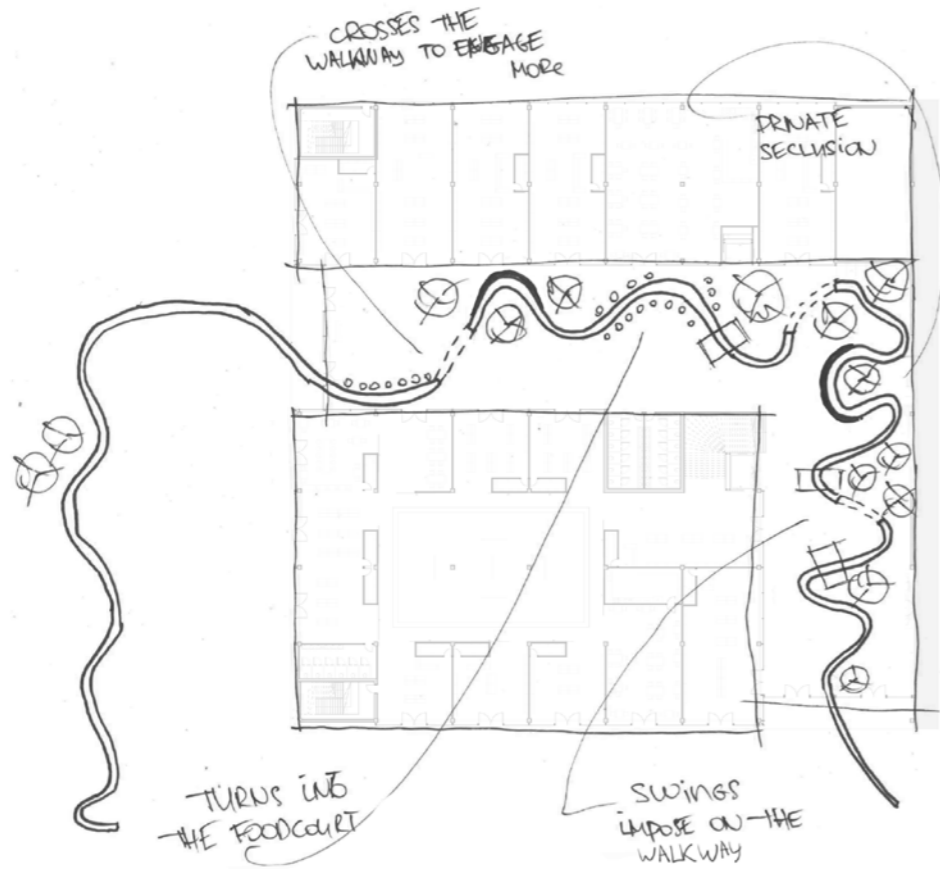 CROSSES THE
WALKWAY TO ENGAGE
MORE
PRIVATE
SECLUSION
TURNS INTO
THE FOODCOURT
SWINGS
IMPOSE ON THE
WALKWAY